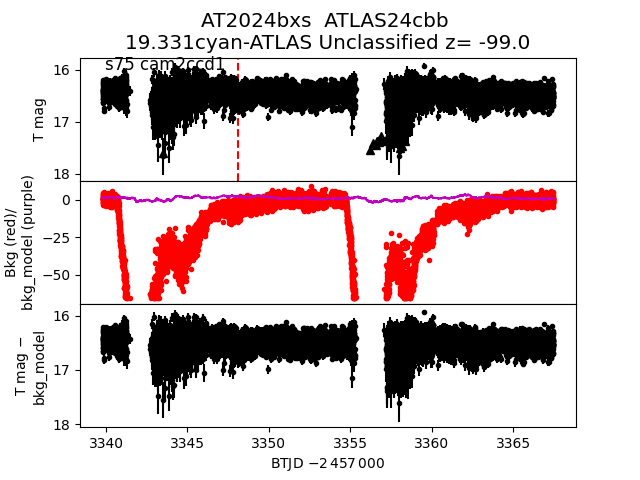 AT2024bxs  ATLAS24cbb
19.331cyan-ATLAS Unclassified z= -99.0
s75 cam2ccd1
T mag
16
17
18
Bkg (red)/
bkg_model (purple)
0
−25
−50
T mag −
bkg_model
16
17
18
3340
3345
3350
3355
3360
3365
BTJD −2 457 000